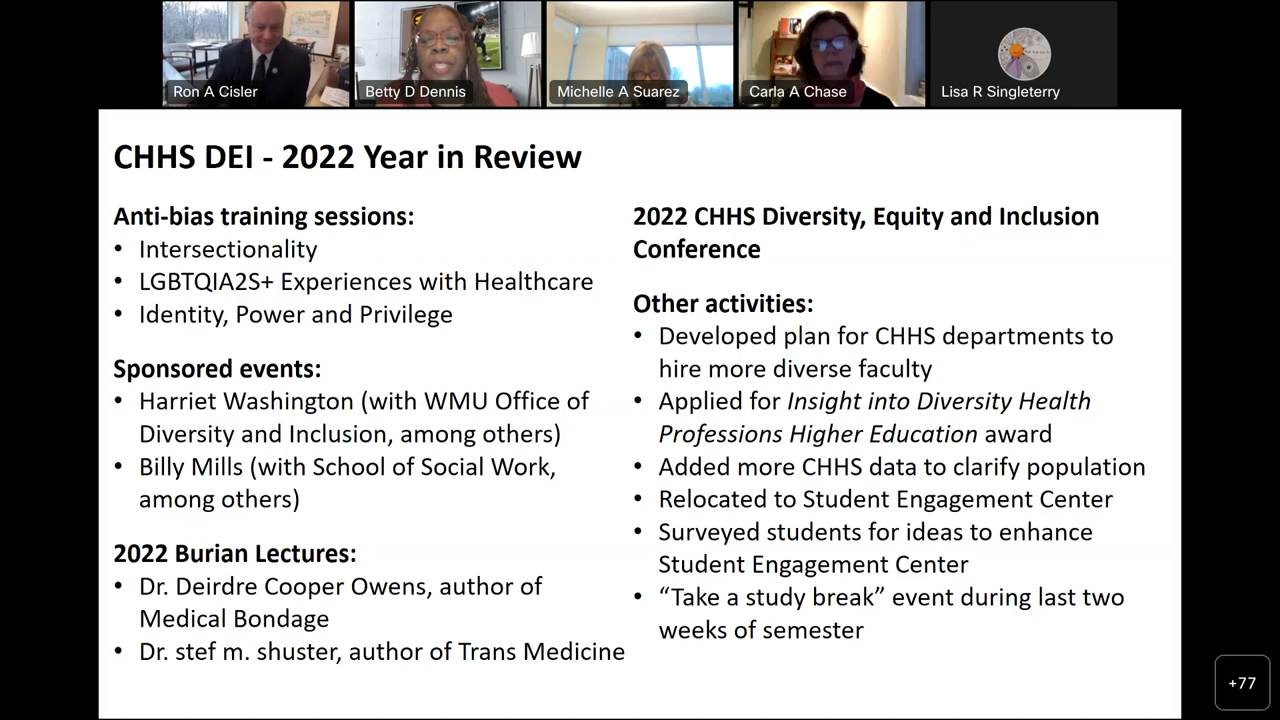 Ron A Cisler
Betty D Dennis
Michelle A Suarez
Carla A Chase
Lisa R Singleterry
CHHS DEI - 2022 Year in Review
Anti-bias training sessions:
• Intersectionality
• LGBTQIA2S+ Experiences with Healthcare
• Identity, Power and Privilege
Sponsored events:
• Harriet Washington (with WMU Office of
Diversity and Inclusion, among others)
• Billy Mills (with School of Social Work,
among others)
2022 Burian Lectures:
• Dr. Deirdre Cooper Owens, author of
Medical Bondage
• Dr. stef m. shuster, author of Trans Medicine
2022 CHHS Diversity, Equity and Inclusion
Conference
Other activities:
• Developed plan for CHHS departments to
hire more diverse faculty
• Applied for Insight into Diversity Health
Professions Higher Education award
• Added more CHHS data to clarify population
• Relocated to Student Engagement Center
• Surveyed students for ideas to enhance
Student Engagement Center
• “Take a study break” event during last two
weeks of semester
+77